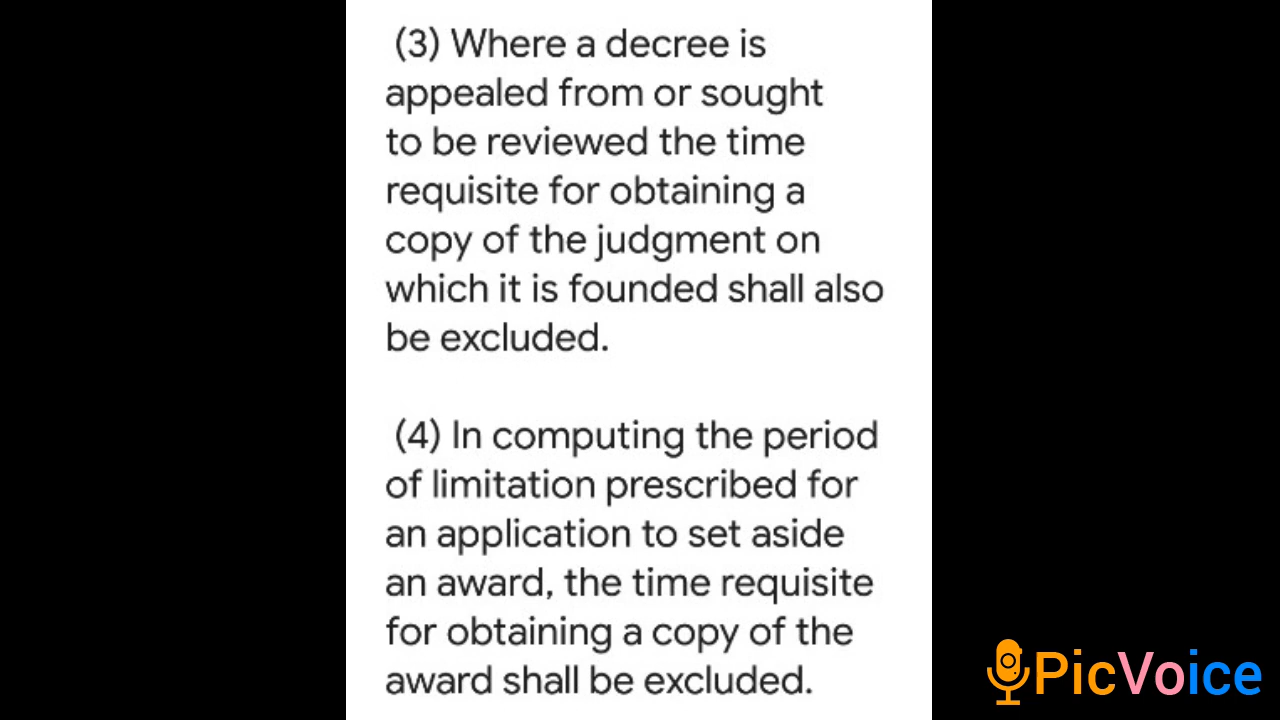 (3) Where a decree is
appealed from or sought
to be reviewed the time
requisite for obtaining a
copy of the judgment on
which it is founded shall also
be excluded.
(4) In computing the period
of limitation prescribed for
an application to set aside
an award, the time requisite
for obtaining a copy of the
award shall be excluded.
PicVoice